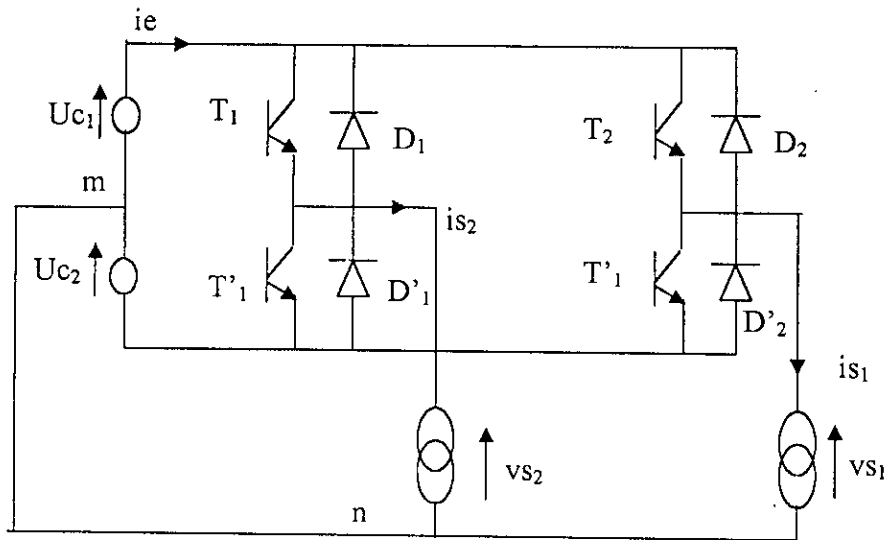 ie
Uc₁
T₁
D₁
T₂
D₂
m
is₂
Uc₂
T'₁
D'₁
T'₁
D'₂
is₁
vs₂
vs₁
n